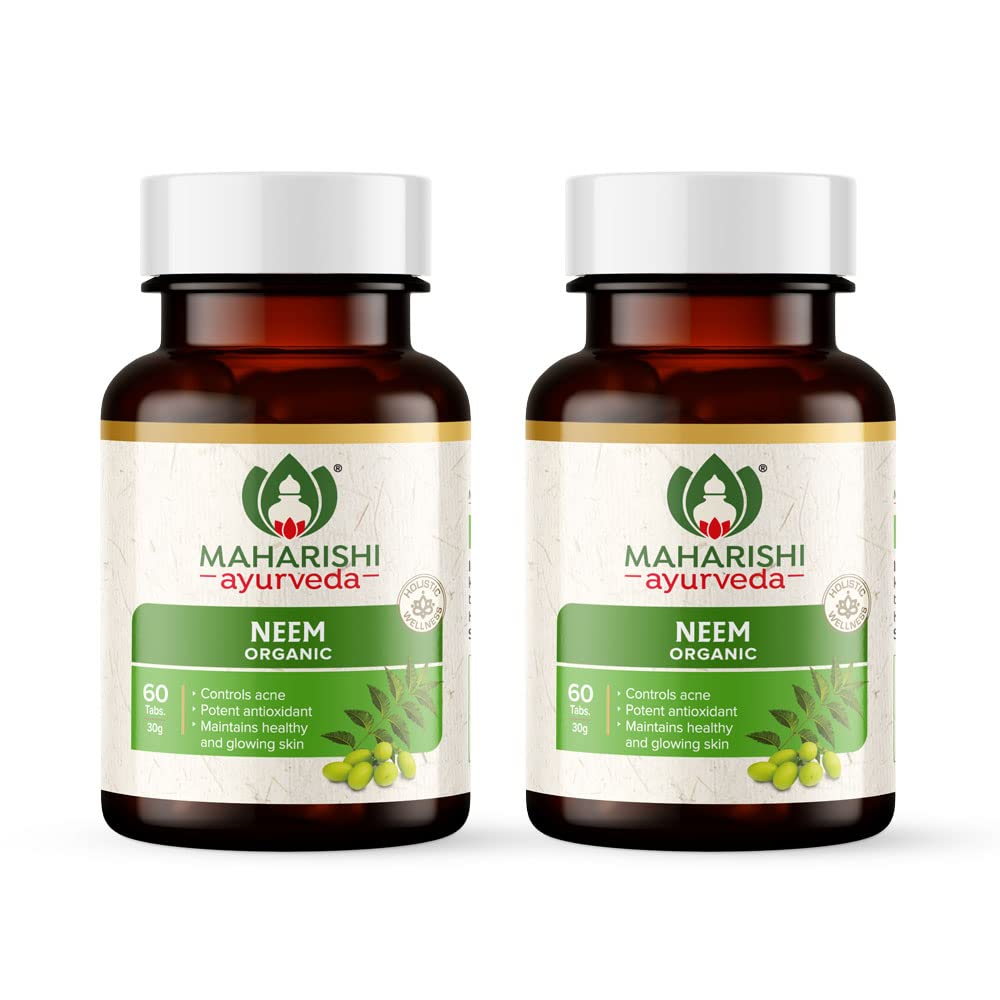 ®
MAHARISHI
ayurveda
HOLISTIC
WELLNESS
NEEM
ORGANIC
60
Tabs.
30g
Controls acne
Potent antioxidant
Maintains healthy
and glowing skin
®
MAHARISHI
ayurveda
HOLISTIC
WELLNESS
NEEM
ORGANIC
60
Tabs.
30g
Controls acne
Potent antioxidant
Maintains healthy
and glowing skin